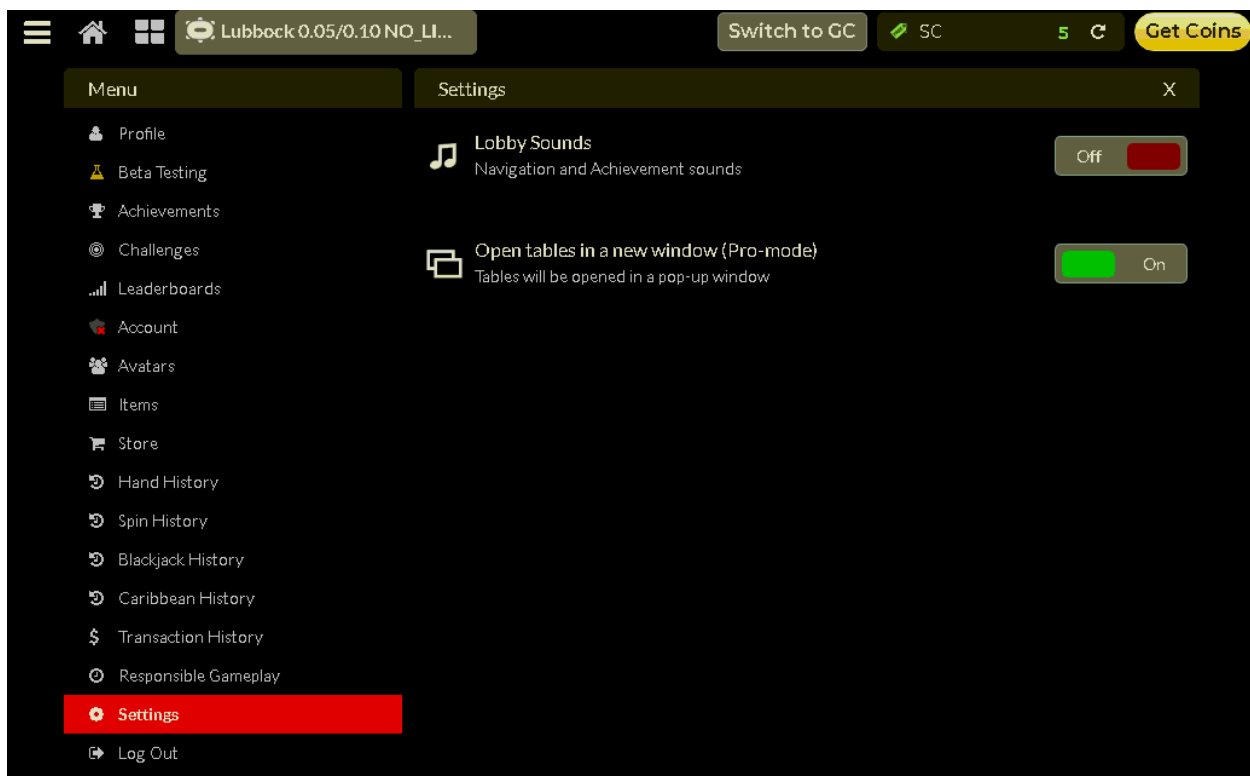 Lubbock 0.05/0.10 NO_LI...
Switch to GC
SC
5
Get Coins
Menu
Profile
Beta Testing
Achievements
Challenges
Leaderboards
Account
Avatars
Items
Store
Hand History
Spin History
Blackjack History
Caribbean History
Transaction History
Responsible Gameplay
Settings
Log Out
Settings
X
Lobby Sounds
Navigation and Achievement sounds
Off
Open tables in a new window (Pro-mode)
Tables will be opened in a pop-up window
On